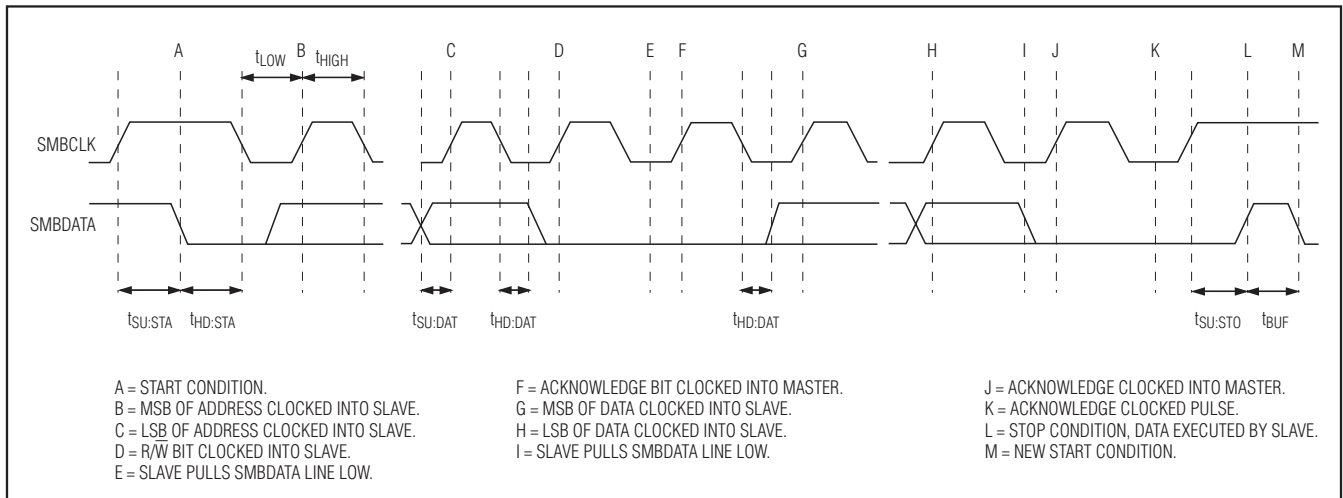 A tLOW B tHIGH C D E F G H I J K L M
SMBCLK
SMBDATA
tSU:STA tHD:STA tSU:DAT tHD:DAT tHD:DAT tSU:STO tBUF
A = START CONDITION.
B = MSB OF ADDRESS CLOCKED INTO SLAVE.
C = LSB OF ADDRESS CLOCKED INTO SLAVE.
D = R/W̅ BIT CLOCKED INTO SLAVE.
E = SLAVE PULLS SMBDATA LINE LOW.
F = ACKNOWLEDGE BIT CLOCKED INTO MASTER.
G = MSB OF DATA CLOCKED INTO SLAVE.
H = LSB OF DATA CLOCKED INTO SLAVE.
I = SLAVE PULLS SMBDATA LINE LOW.
J = ACKNOWLEDGE CLOCKED INTO MASTER.
K = ACKNOWLEDGE CLOCKED PULSE.
L = STOP CONDITION, DATA EXECUTED BY SLAVE.
M = NEW START CONDITION.